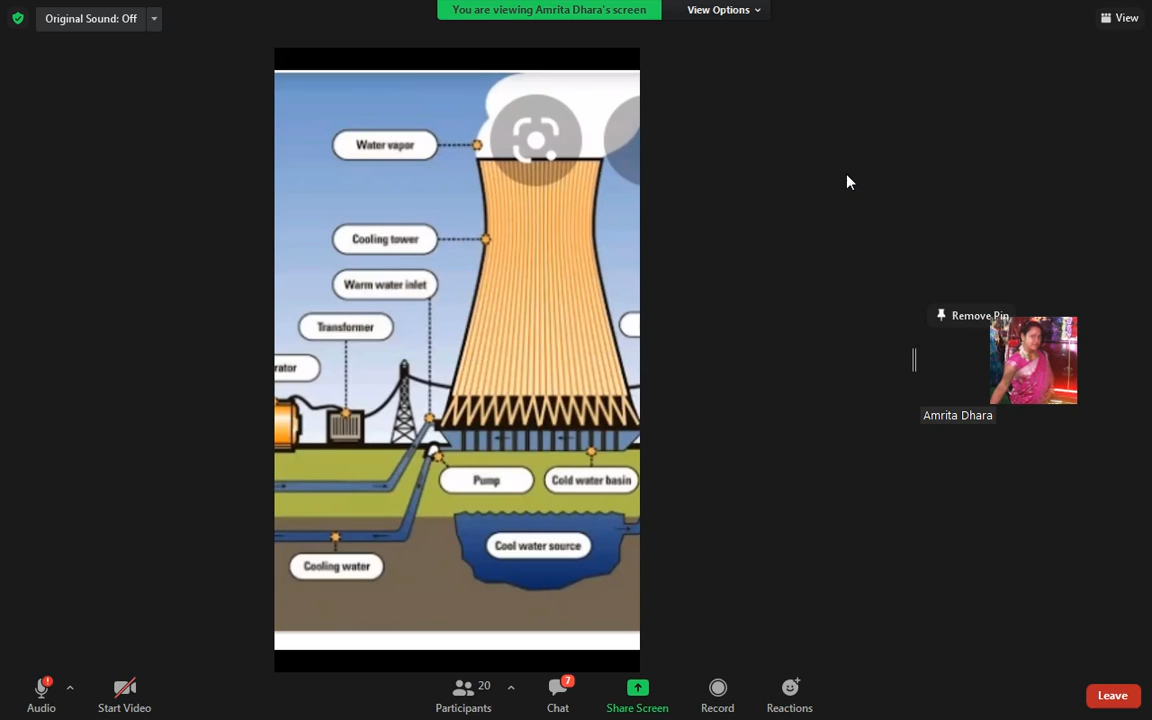 Original Sound: Off
You are viewing Amrita Dhara's screen
View Options
View
Water vapor
Cooling tower
Warm water inlet
Transformer
rator
Pump
Cold water basin
Cool water source
Cooling water
Remove Pin
Amrita Dhara
Audio
Start Video
Participants
20
Chat
7
Share Screen
Record
Reactions
Leave